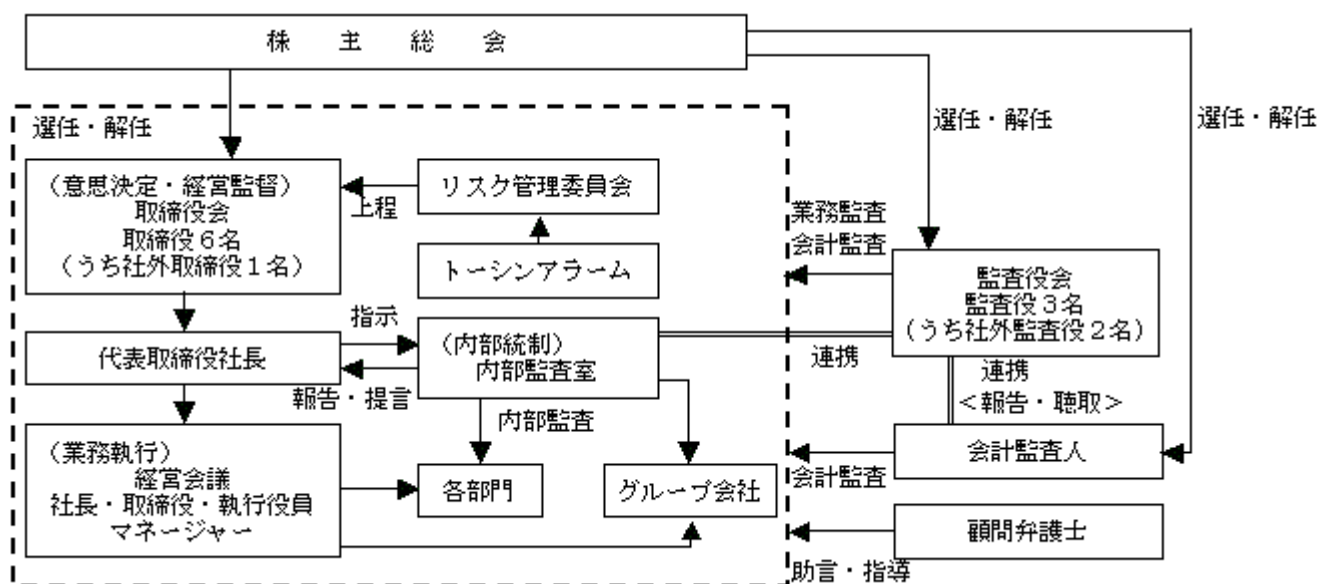 株主総会
選任・解任
選任・解任
選任・解任
(意思決定・経営監督)
取締役会
取締役6名
(うち社外取締役1名)
上程
リスク管理委員会
トーシンアラーム
業務監査
会計監査
監査役会
監査役3名
(うち社外監査役2名)
代表取締役社長
指示
報告・提言
(内部統制)
内部監査室
連携
連携
<報告・聴取>
内部監査
(業務執行)
経営会議
社長・取締役・執行役員
マネージャー
各部門
グループ会社
会計監査
会計監査人
顧問弁護士
助言・指導